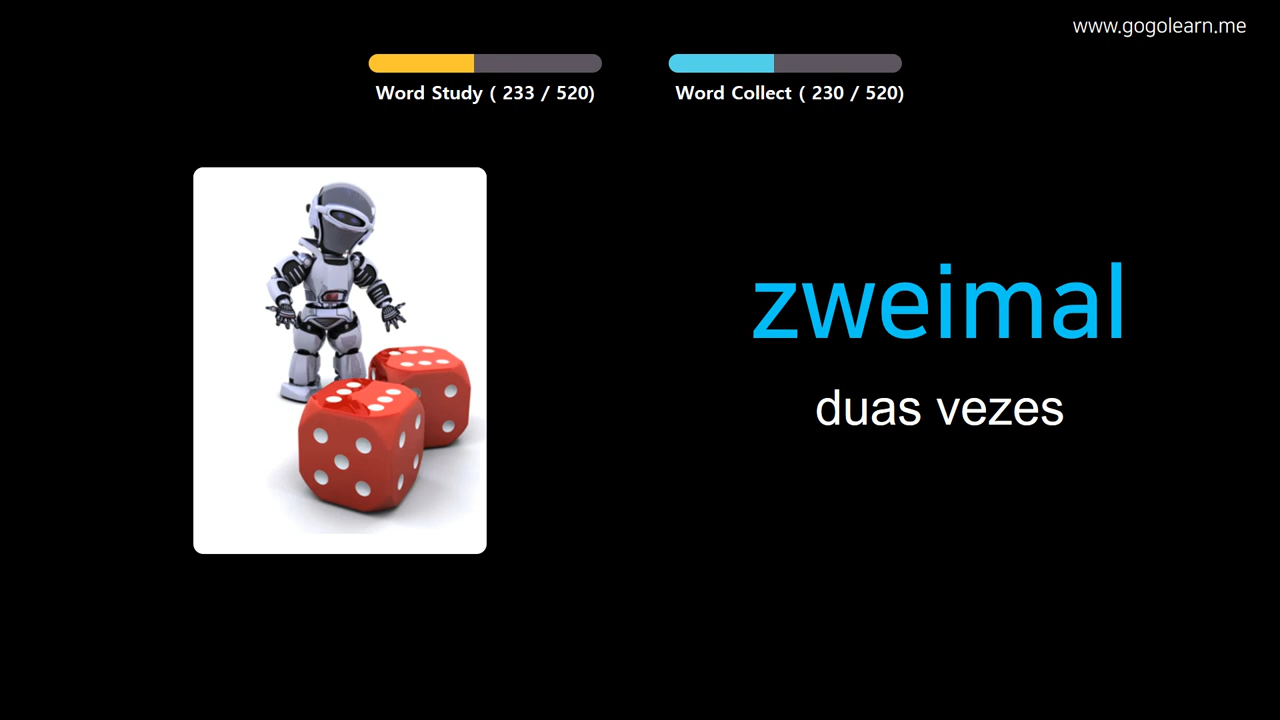 www.gogolearn.me
Word Study ( 233 / 520)
Word Collect ( 230 / 520)
zweimal
duas vezes